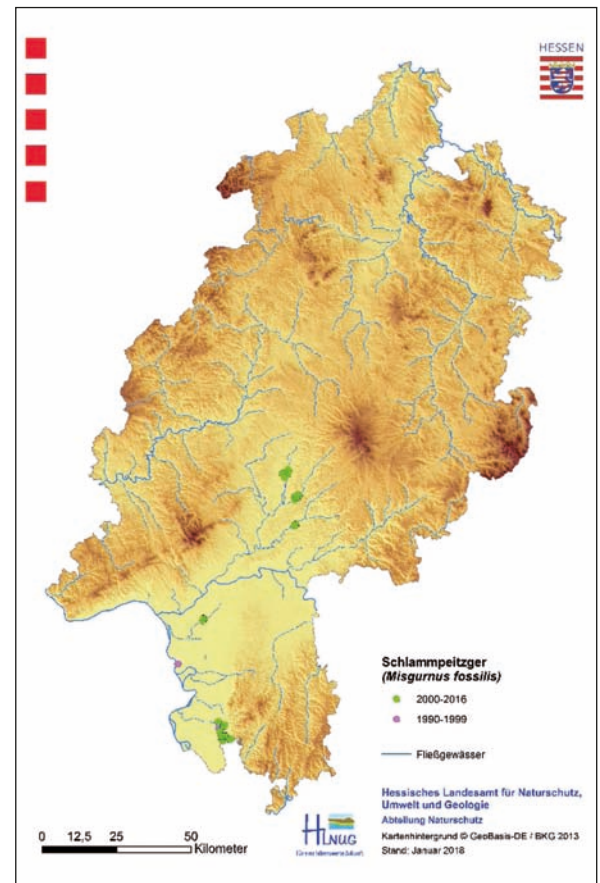 HESSEN
Schlammpeitzger
(Misgurnus fossilis)
2000-2016
1990-1999
Fließgewässer
Hessisches Landesamt für Naturschutz,
Umwelt und Geologie
Abteilung Naturschutz
Kartenhintergrund © GeoBasis-DE / BKG 2013
Stand: Januar 2018
HLNUG
0 12,5 25 50
Kilometer